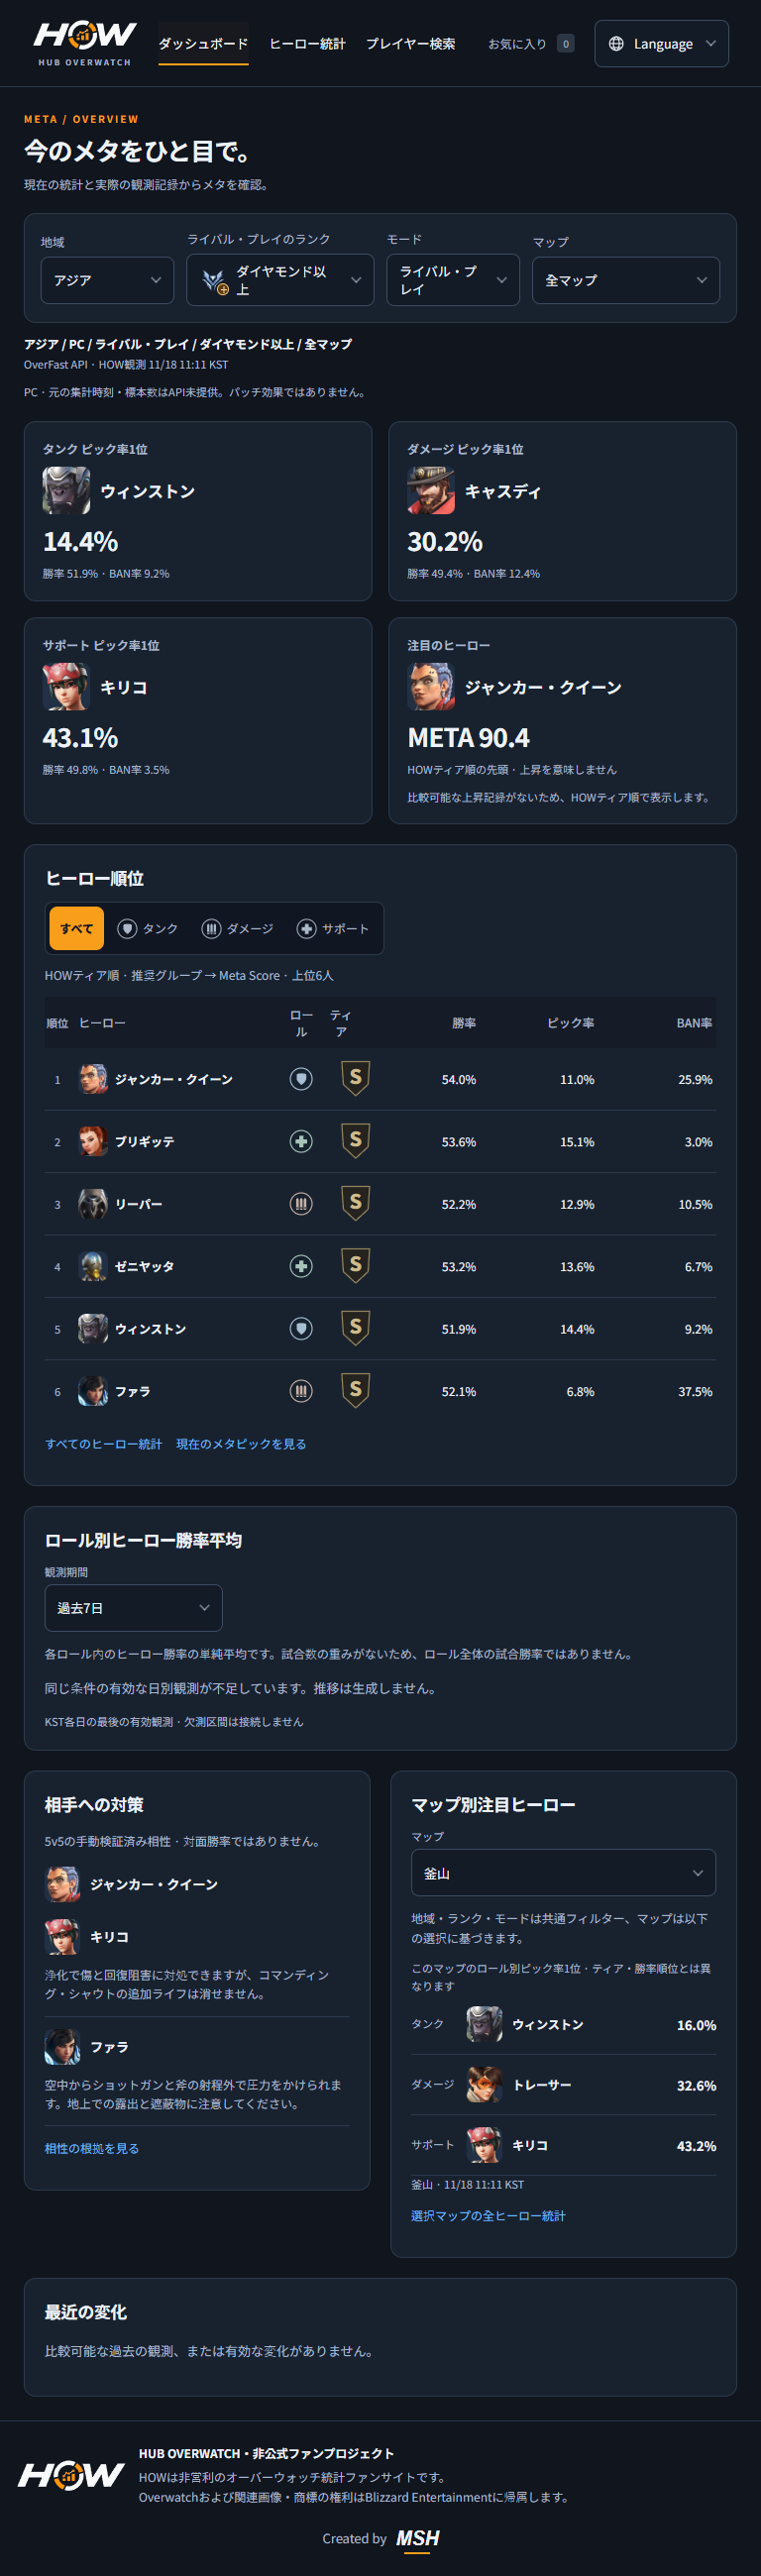 HOW
HUB OVERWATCH
ダッシュボード
ヒーロー統計
プレイヤー検索
お気に入り 0
Language
META / OVERVIEW
今のメタをひと目で。
現在の統計と実際の観測記録からメタを確認。
地域
アジア
ライバル・プレイのランク
ダイヤモンド以
上
モード
ライバル・プ
レイ
マップ
全マップ
アジア / PC / ライバル・プレイ / ダイヤモンド以上 / 全マップ
OverFast API · HOW観測 11/18 11:11 KST
PC · 元の集計時刻・標本数はAPI未提供。パッチ効果ではありません。
タンク ピック率1位
ウィンストン
14.4%
勝率 51.9% · BAN率 9.2%
ダメージ ピック率1位
キャスディ
30.2%
勝率 49.4% · BAN率 12.4%
サポート ピック率1位
キリコ
43.1%
勝率 49.8% · BAN率 3.5%
注目のヒーロー
ジャンカー・クイーン
META 90.4
HOWティア順の先頭 · 上昇を意味しません
比較可能な上昇記録がないため、HOWティア順で表示します。
ヒーロー順位
すべて タンク ダメージ サポート
HOWティア順 · 推奨グループ → Meta Score · 上位6人
順位 ヒーロー ロー
ル ティ
ア 勝率 ピック率 BAN率
1 ジャンカー・クイーン S 54.0% 11.0% 25.9%
2 ブリギッテ S 53.6% 15.1% 3.0%
3 リーパー S 52.2% 12.9% 10.5%
4 ゼニヤッタ S 53.2% 13.6% 6.7%
5 ウィンストン S 51.9% 14.4% 9.2%
6 ファラ S 52.1% 6.8% 37.5%
すべてのヒーロー統計 現在のメタピックを見る
ロール別ヒーロー勝率平均
観測期間
過去7日
各ロール内のヒーロー勝率の単純平均です。試合数の重みがないため、ロール全体の試合勝率ではありません。
同じ条件の有効な日別観測が不足しています。推移は生成しません。
KST各日の最後の有効観測 · 欠測区間は接続しません
相手への対策
5v5の手動検証済み相性 · 対面勝率ではありません。
ジャンカー・クイーン
キリコ
浄化で傷と回復阻害に対処できますが、コマンディン
グ・シャウトの追加ライフは消せません。
ファラ
空中からショットガンと斧の射程外で圧力をかけられま
す。地上での露出と遮蔽物に注意してください。
相性の根拠を見る
マップ別注目ヒーロー
マップ
釜山
地域・ランク・モードは共通フィルター、マップは以下
の選択に基づきます。
このマップのロール別ピック率1位 · ティア・勝率順位とは異
なります
タンク ウィンストン 16.0%
ダメージ トレーサー 32.6%
サポート キリコ 43.2%
釜山 · 11/18 11:11 KST
選択マップの全ヒーロー統計
最近の変化
比較可能な過去の観測、または有効な変化がありません。
HOW
HUB OVERWATCH・非公式ファンプロジェクト
HOWは非営利のオーバーウォッチ統計ファンサイトです。
Overwatchおよび関連画像・商標の権利はBlizzard Entertainmentに帰属します。
Created by MSH